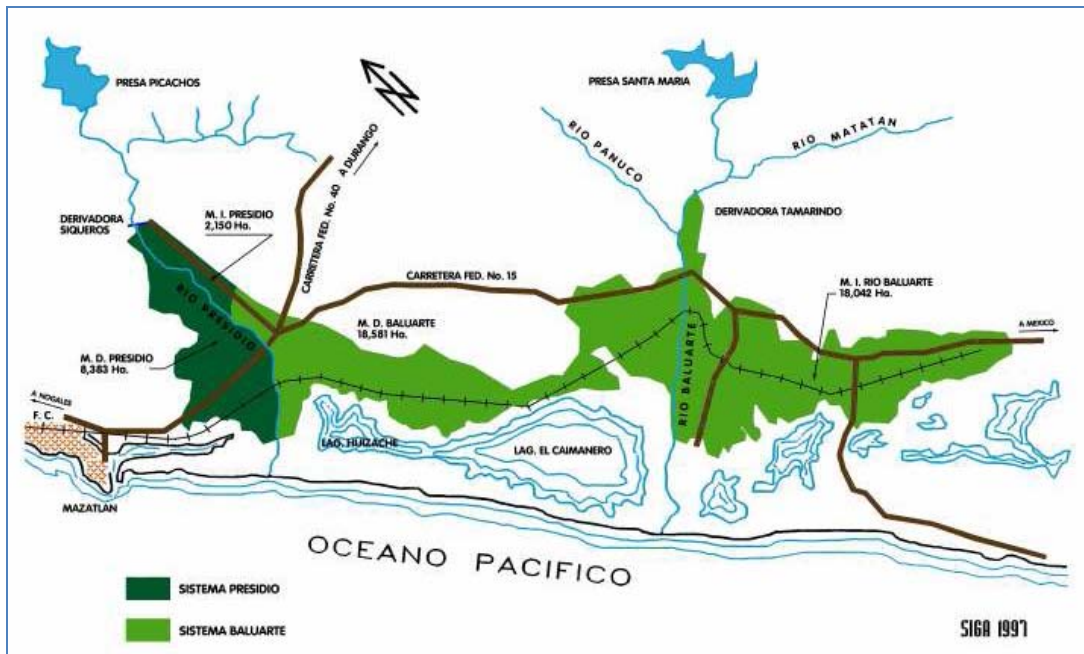 PRESA PICACHOS
N
PRESA SANTA MARIA
RIO PANUCO
RIO MATATAN
CARRETERA FED. No. 40
A DURANGO
DERIVADORA
SIQUEROS
M. I. PRESIDIO
2,150 Ha.
DERIVADORA TAMARINDO
CARRETERA FED. No. 15
RIO PRESIDIO
M. I. RIO BALUARTE
18,042 Ha.
M. D. BALUARTE
18,581 Ha.
A MEXICO
M. D. PRESIDIO
8,383 Ha.
RIO BALUARTE
A NOGALES
F. C.
LAG. HUIZACHE
LAG. EL CAIMANERO
MAZATLAN
OCEANO PACIFICO
SISTEMA PRESIDIO
SISTEMA BALUARTE
SIGA 1997